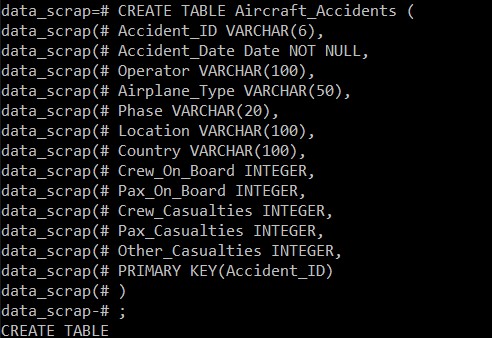 data_scrap=# CREATE TABLE Aircraft_Accidents (
data_scrap(# Accident_ID VARCHAR(6),
data_scrap(# Accident_Date Date NOT NULL,
data_scrap(# Operator VARCHAR(100),
data_scrap(# Airplane_Type VARCHAR(50),
data_scrap(# Phase VARCHAR(20),
data_scrap(# Location VARCHAR(100),
data_scrap(# Country VARCHAR(100),
data_scrap(# Crew_On_Board INTEGER,
data_scrap(# Pax_On_Board INTEGER,
data_scrap(# Crew_Casualties INTEGER,
data_scrap(# Pax_Casualties INTEGER,
data_scrap(# Other_Casualties INTEGER,
data_scrap(# PRIMARY KEY(Accident_ID)
data_scrap(# )
data_scrap-# ;
CREATE TABLE